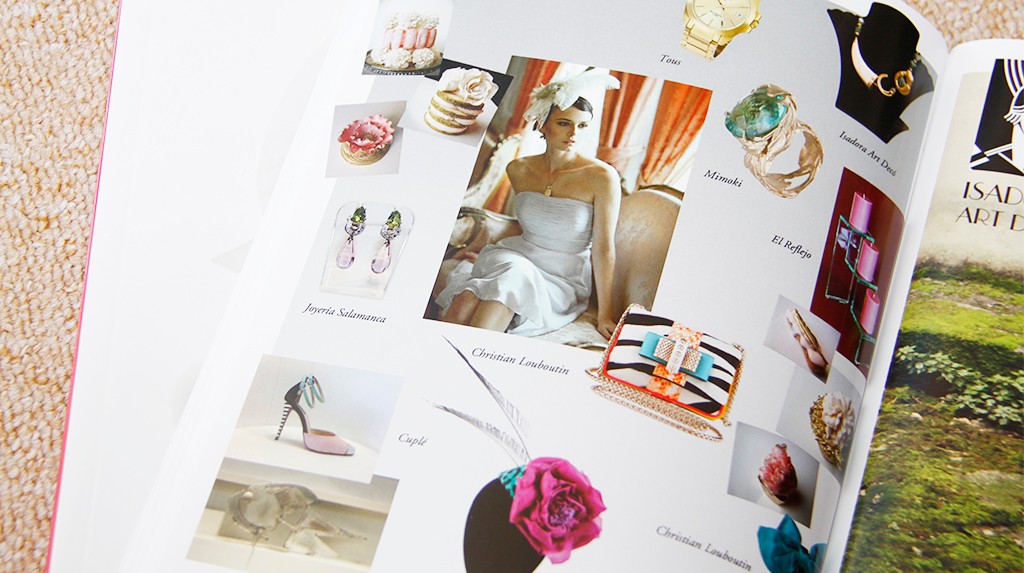 Tous
Isadora Art Decó
Mimoki
El Reflejo
Joyería Salamanca
Christian Louboutin
Cuplé
Christian Louboutin
ISAD
ART D